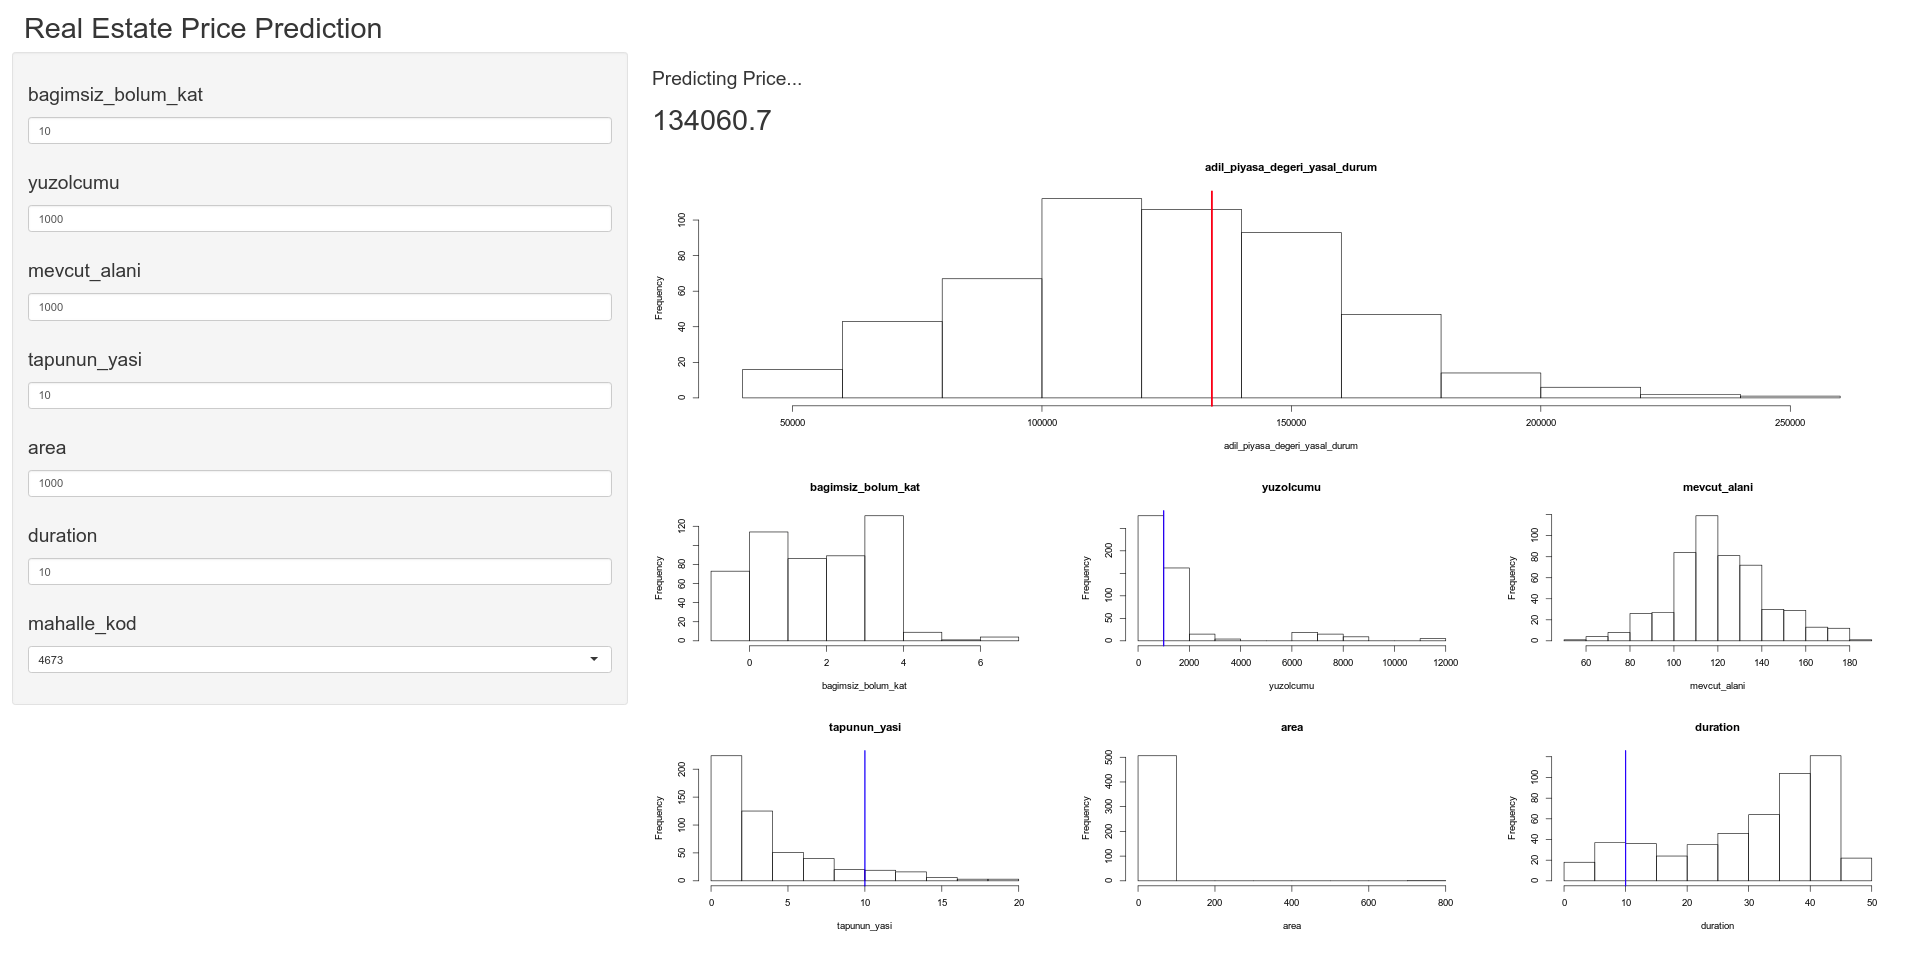 Real Estate Price Prediction
bagimsiz_bolum_kat
10
yuzolcumu
1000
mevcut_alani
1000
tapunun_yasi
10
area
1000
duration
10
mahalle_kod
4673
Predicting Price...
134060.7
adil_piyasa_degeri_yasal_durum
Frequency
0 20 40 60 80 100
50000 100000 150000 200000 250000
adil_piyasa_degeri_yasal_durum
bagimsiz_bolum_kat
Frequency
0 20 40 60 80 120
0 2 4 6
bagimsiz_bolum_kat
yuzolcumu
Frequency
0 50 100 200
0 2000 4000 6000 8000 10000 12000
yuzolcumu
mevcut_alani
Frequency
0 20 40 60 80 100
60 80 100 120 140 160 180
mevcut_alani
tapunun_yasi
Frequency
0 50 100 150 200
0 5 10 15 20
tapunun_yasi
area
Frequency
0 100 200 300 400 500
0 200 400 600 800
area
duration
Frequency
0 20 40 60 80 100
0 10 20 30 40 50
duration